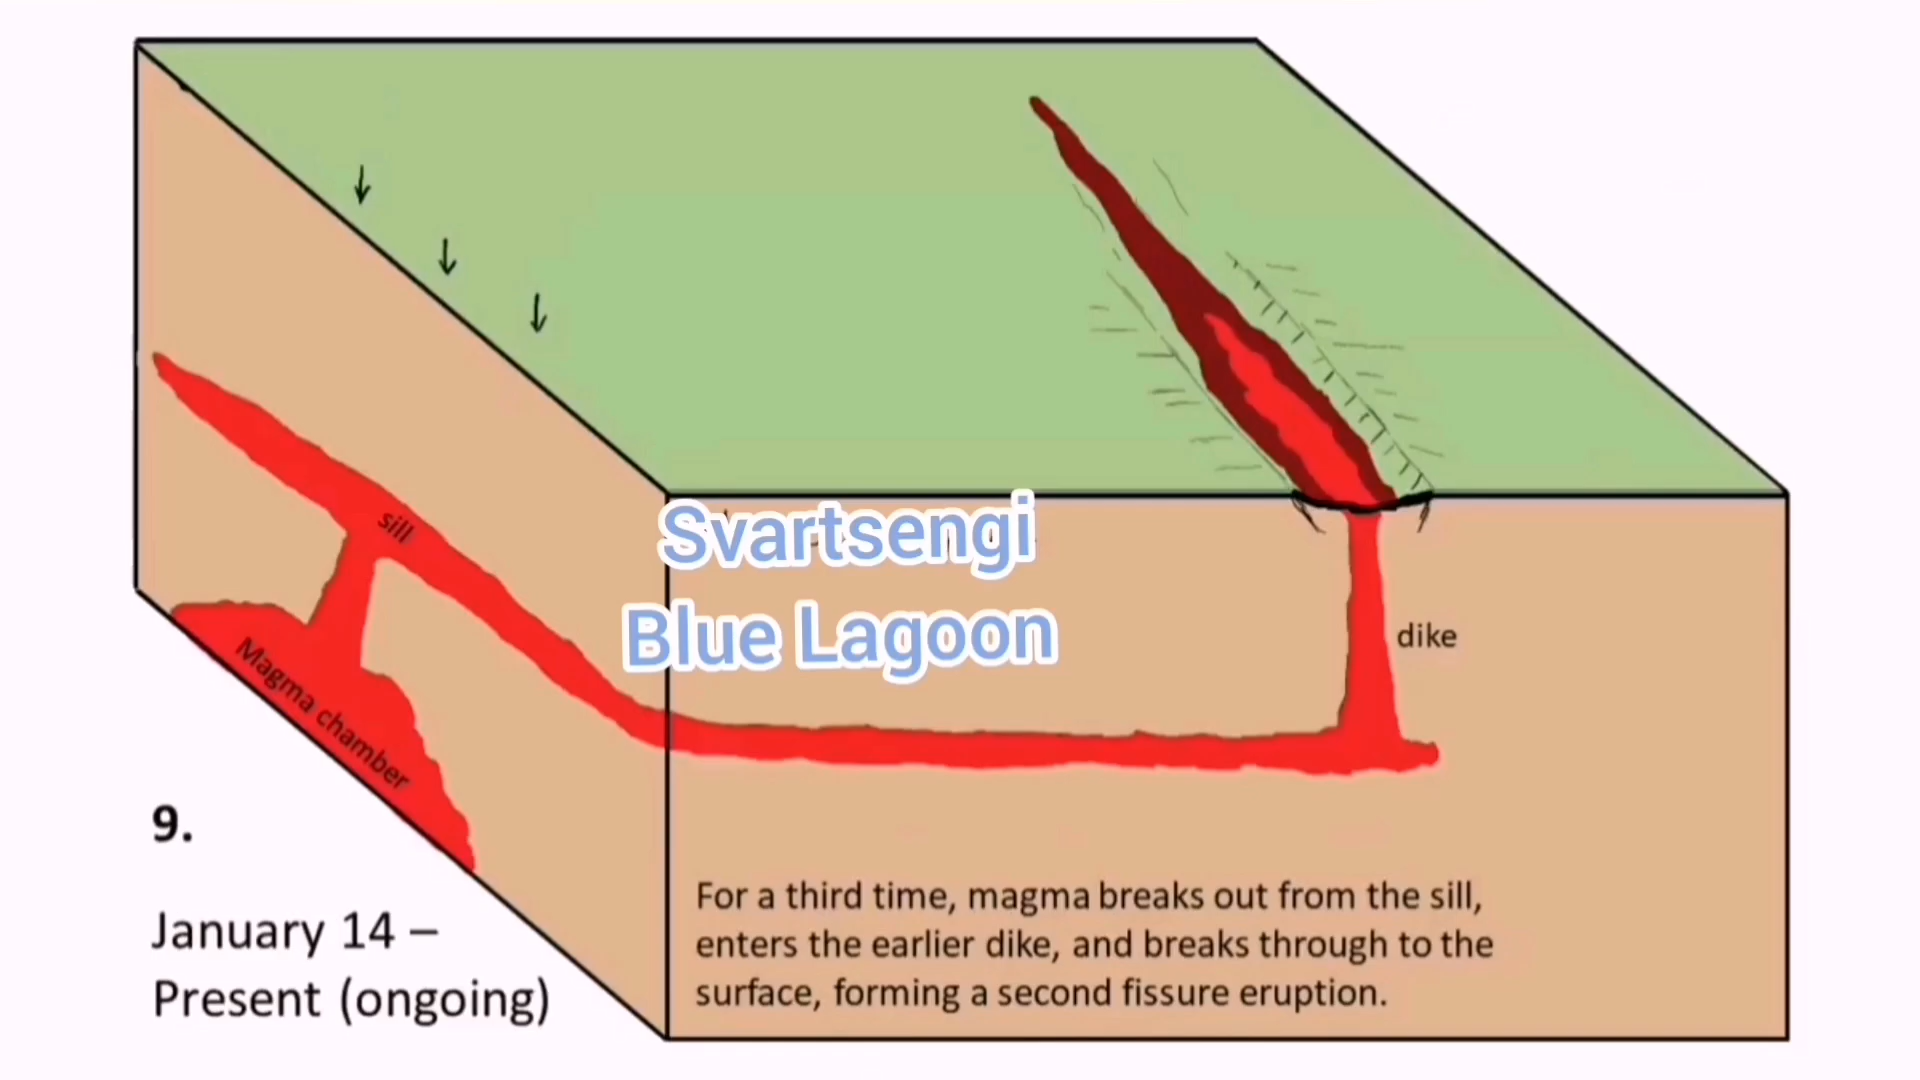 Svartsengi
Blue Lagoon
sill
dike
Magma chamber
9.
January 14 –
Present (ongoing)
For a third time, magma breaks out from the sill,
enters the earlier dike, and breaks through to the
surface, forming a second fissure eruption.